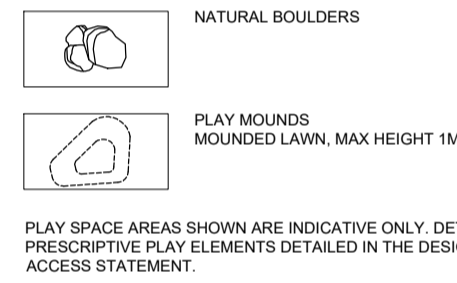 NATURAL BOULDERS
PLAY MOUNDS
MOUNDED LAWN, MAX HEIGHT 1M
PLAY SPACE AREAS SHOWN ARE INDICATIVE ONLY.
PRESCRIPTIVE PLAY ELEMENTS DETAILED IN THE
ACCESS STATEMENT.